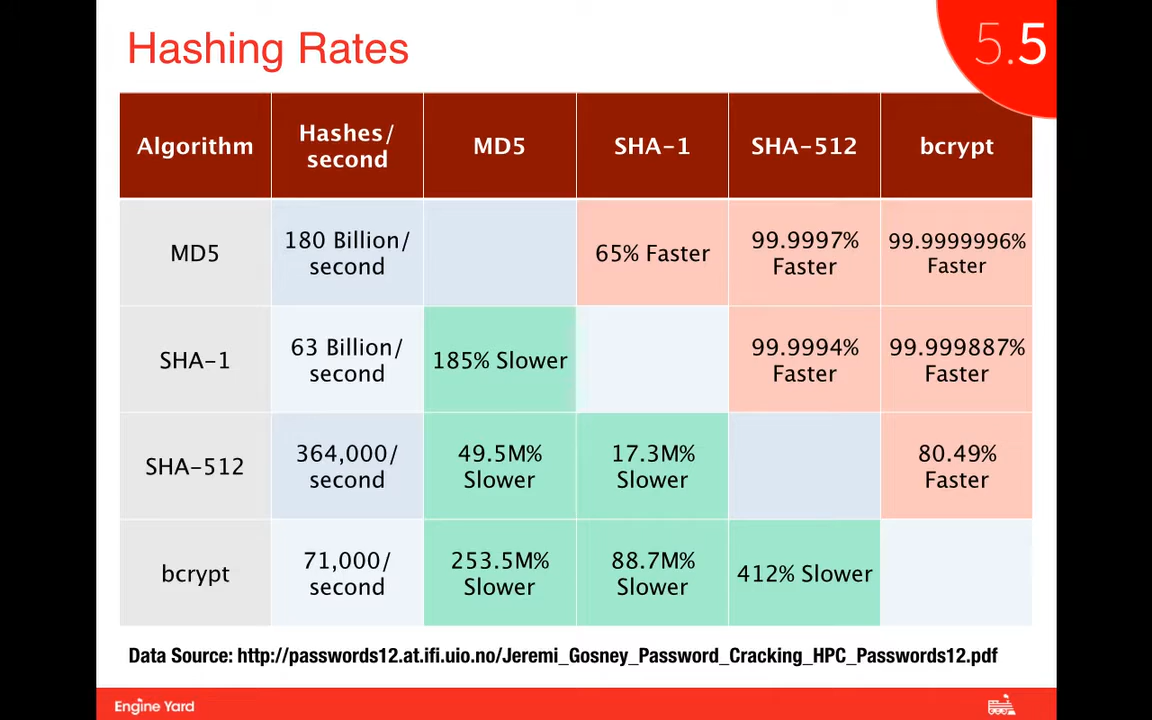 Hashing Rates
5.5
Algorithm
Hashes/
second
MD5
SHA-1
SHA-512
bcrypt
MD5
180 Billion/
second
65% Faster
99.9997%
Faster
99.9999996%
Faster
SHA-1
63 Billion/
second
185% Slower
99.9994%
Faster
99.999887%
Faster
SHA-512
364,000/
second
49.5M%
Slower
17.3M%
Slower
80.49%
Faster
bcrypt
71,000/
second
253.5M%
Slower
88.7M%
Slower
412% Slower
Data Source: http://passwords12.at.ifi.uio.no/Jeremi_Gosney_Password_Cracking_HPC_Passwords12.pdf
Engine Yard